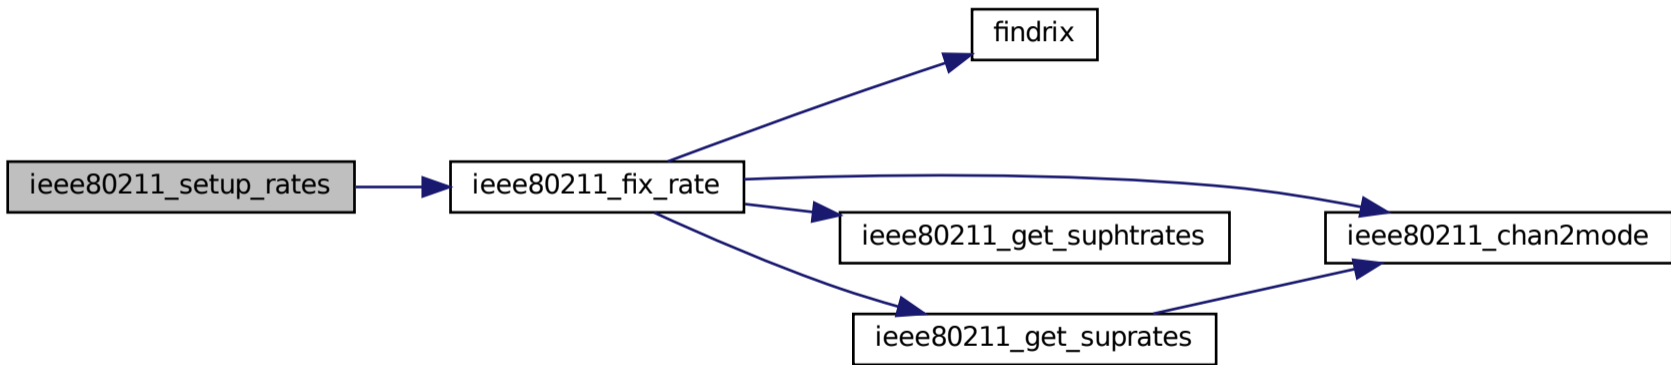 findrix
ieee80211_setup_rates
ieee80211_fix_rate
ieee80211_get_suphtrates
ieee80211_chan2mode
ieee80211_get_suprates